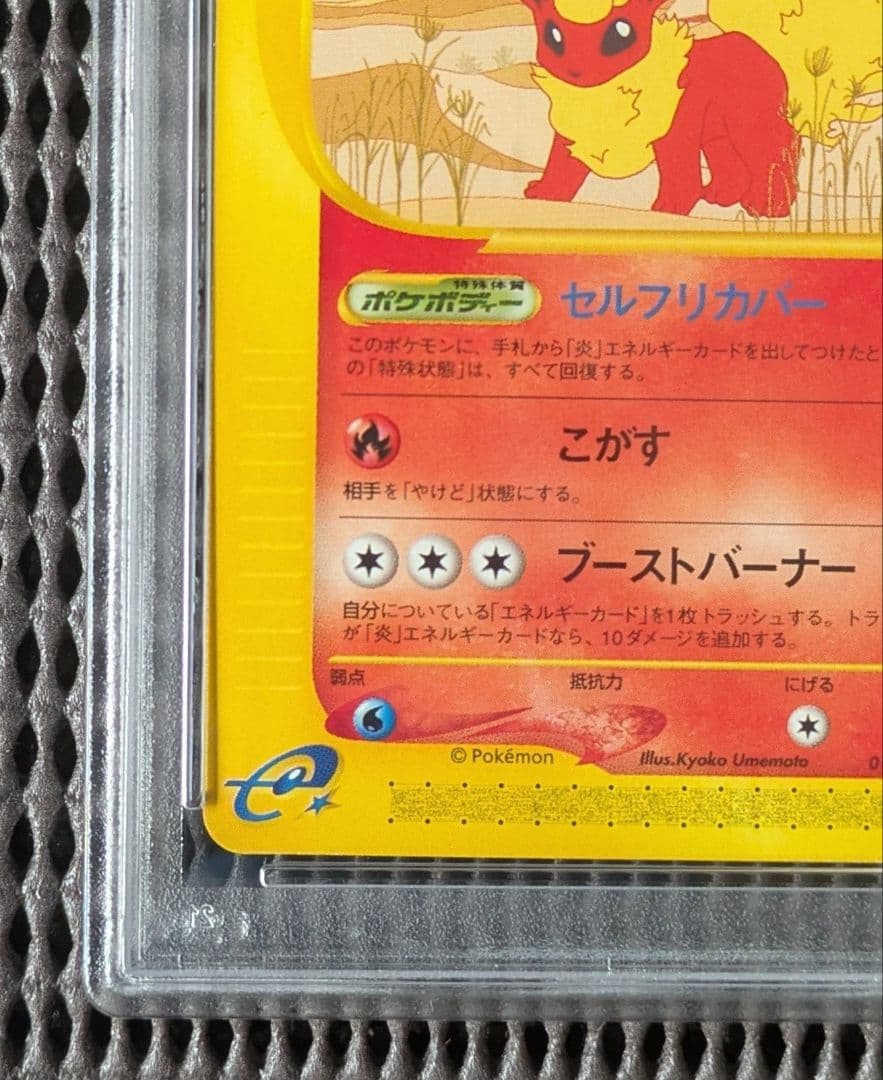 特殊体質
ポケボディー セルフリカバー
このポケモンに、手札から「炎」エネルギーカードを出してつけたと
の「特殊状態」は、すべて回復する。
こがす
相手を「やけど」状態にする。
ブーストバーナー
自分についている「エネルギーカード」を1枚トラッシュする。トラ
が「炎」エネルギーカードなら、10ダメージを追加する。
弱点 抵抗力 にげる
© Pokémon Illus.Kyoko Umemoto 0
e